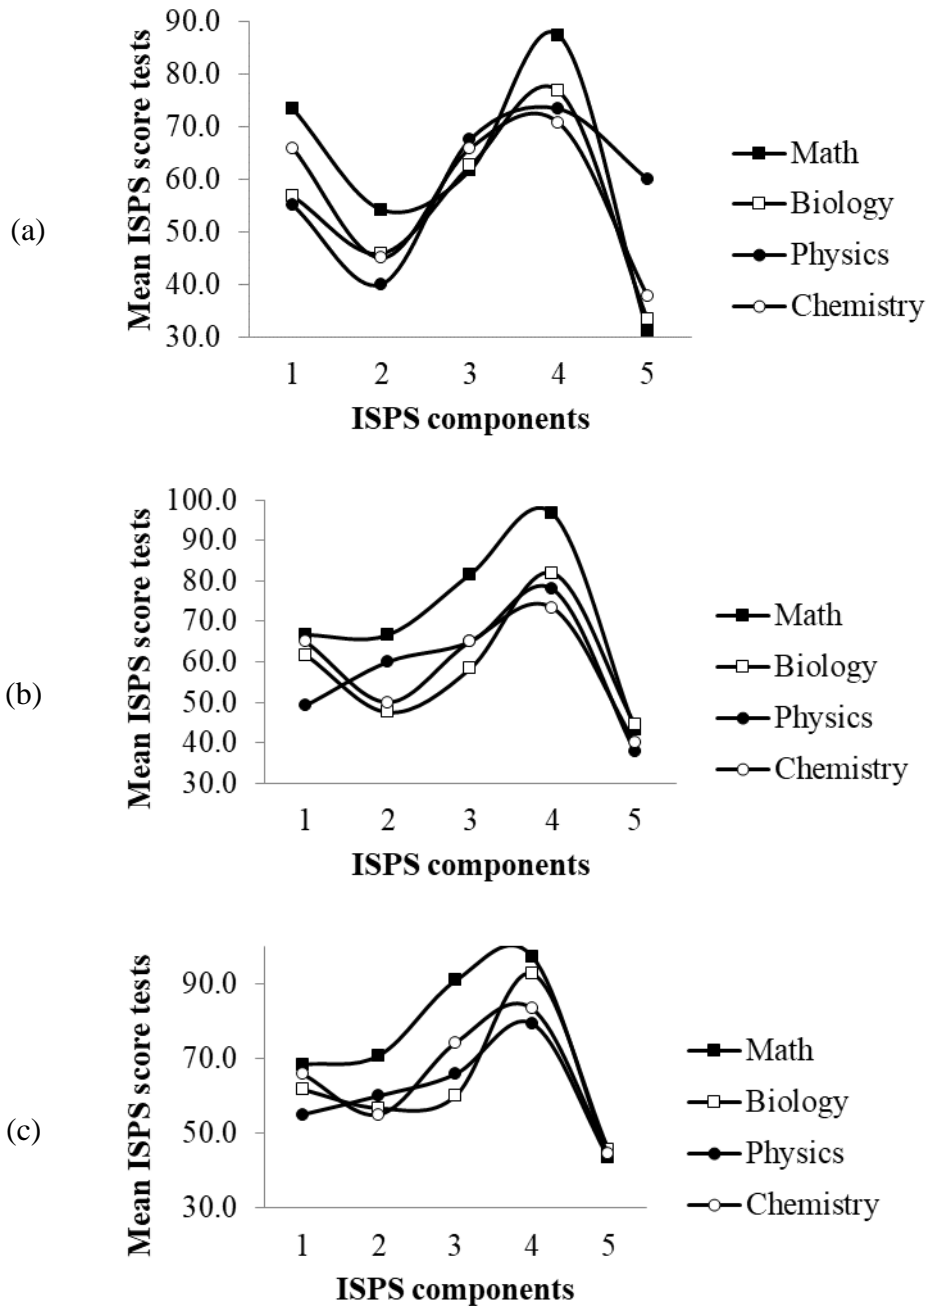 (a)
Mean ISPS score tests
90.0
80.0
70.0
60.0
50.0
40.0
30.0
1 2 3 4 5
ISPS components
Math
Biology
Physics
Chemistry
(b)
Mean ISPS score tests
100.0
90.0
80.0
70.0
60.0
50.0
40.0
30.0
1 2 3 4 5
ISPS components
Math
Biology
Physics
Chemistry
(c)
Mean ISPS score tests
90.0
70.0
50.0
30.0
1 2 3 4 5
ISPS components
Math
Biology
Physics
Chemistry